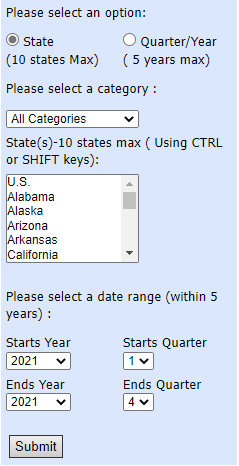 Please select an option:
State Quarter/Year
(10 states Max) ( 5 years max)
Please select a category :
All Categories
State(s)-10 states max ( Using CTRL
or SHIFT keys):
U.S.
Alabama
Alaska
Arizona
Arkansas
California
Please select a date range (within 5
years) :
Starts Year Starts Quarter
2021 1
Ends Year Ends Quarter
2021 4
Submit